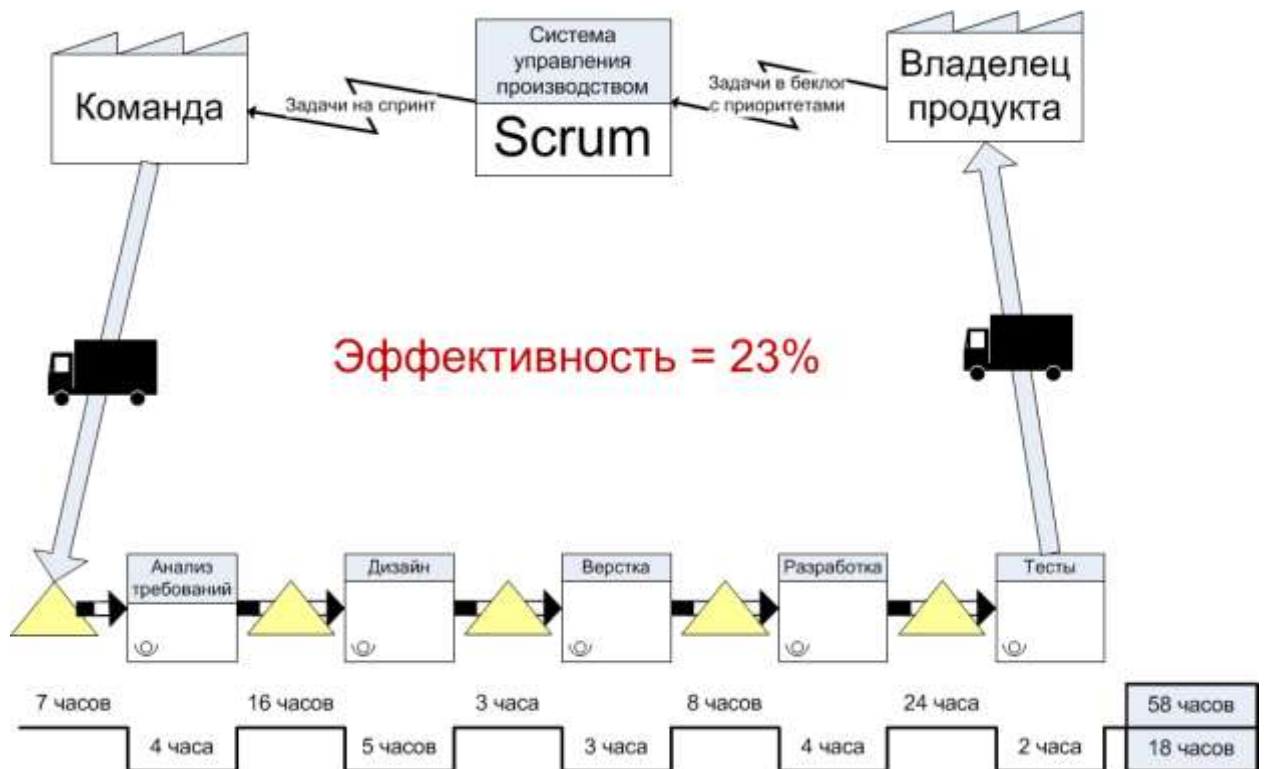 Команда
Задачи на спринт
Система
управления
производством
Scrum
Задачи в беклог
с приоритетами
Владелец
продукта
Эффективность = 23%
Анализ
требований
Дизайн
Верстка
Разработка
Тесты
7 часов
16 часов
3 часа
8 часов
24 часа
58 часов
4 часа
5 часов
3 часа
4 часа
2 часа
18 часов